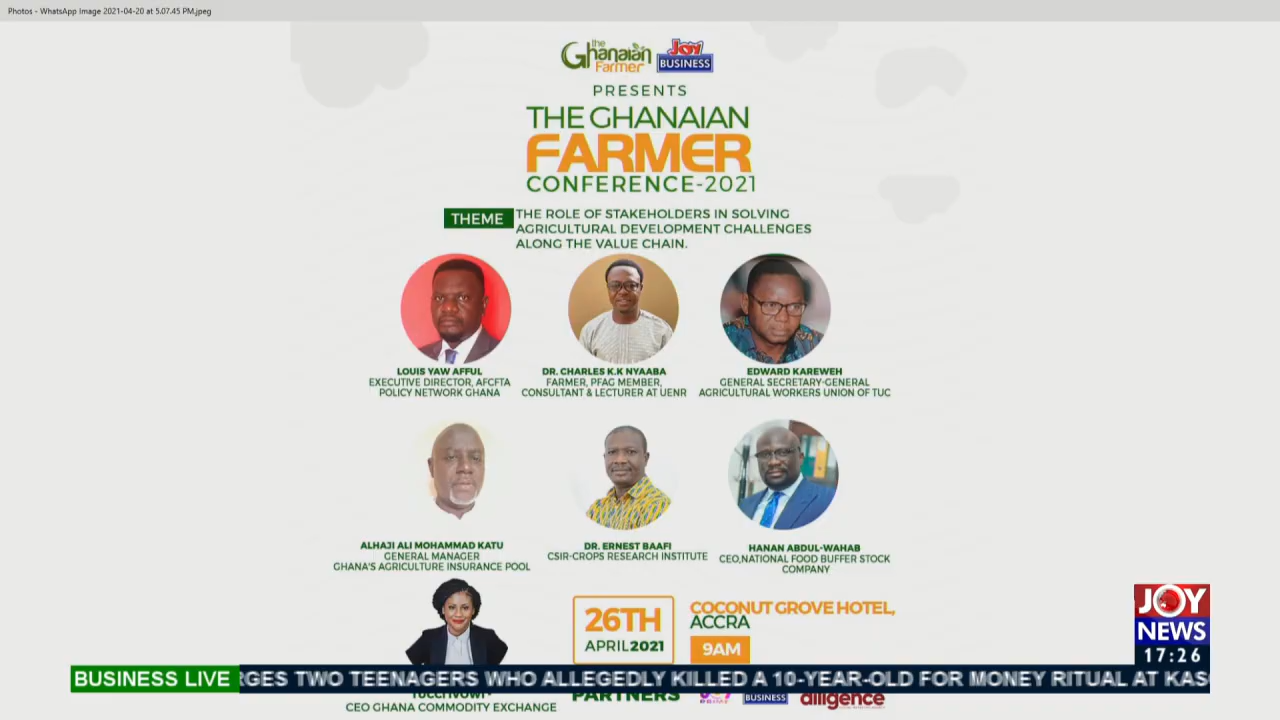 Photos - WhatsApp Image 2021-04-20 at 5.07.45 PM.jpeg
the
Ghanaian
Farmer
JOY
BUSINESS
PRESENTS
THE GHANAIAN
FARMER
CONFERENCE-2021
THEME
THE ROLE OF STAKEHOLDERS IN SOLVING
AGRICULTURAL DEVELOPMENT CHALLENGES
ALONG THE VALUE CHAIN.
LOUIS YAW AFFUL
EXECUTIVE DIRECTOR, AFCFTA
POLICY NETWORK GHANA
DR. CHARLES K.K NYAABA
FARMER, PFAG MEMBER,
CONSULTANT & LECTURER AT UENR
EDWARD KAREWEH
GENERAL SECRETARY-GENERAL
AGRICULTURAL WORKERS UNION OF TUC
ALHAJI ALI MOHAMMAD KATU
GENERAL MANAGER
GHANA'S AGRICULTURE INSURANCE POOL
DR. ERNEST BAAFI
CSIR-CROPS RESEARCH INSTITUTE
HANAN ABDUL-WAHAB
CEO,NATIONAL FOOD BUFFER STOCK
COMPANY
26TH
APRIL 2021
COCONUT GROVE HOTEL,
ACCRA
9AM
JOY
NEWS
17:26
BUSINESS LIVE
RGES TWO TEENAGERS WHO ALLEGEDLY KILLED A 10-YEAR-OLD FOR MONEY RITUAL AT KAS
CEO GHANA COMMODITY EXCHANGE
PARTNERS
BUSINESS
diligence